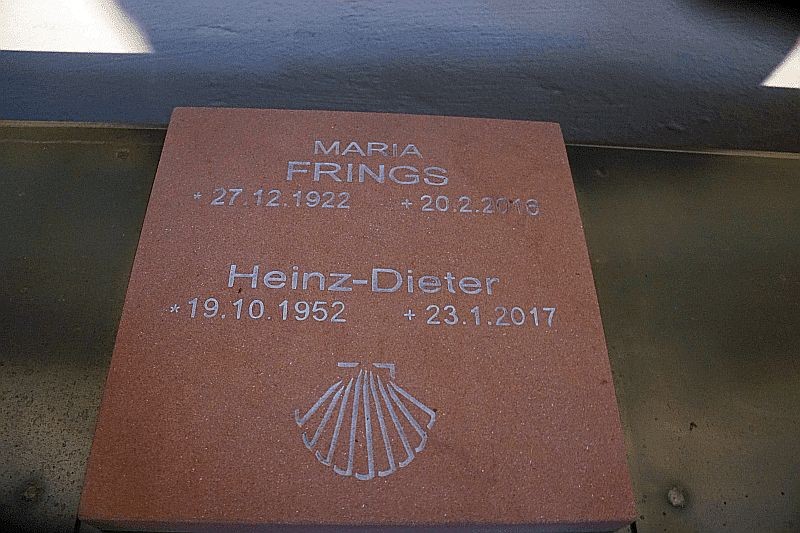 MARIA
FRINGS
* 27.12.1922 + 20.2.2016
Heinz-Dieter
* 19.10.1952 + 23.1.2017